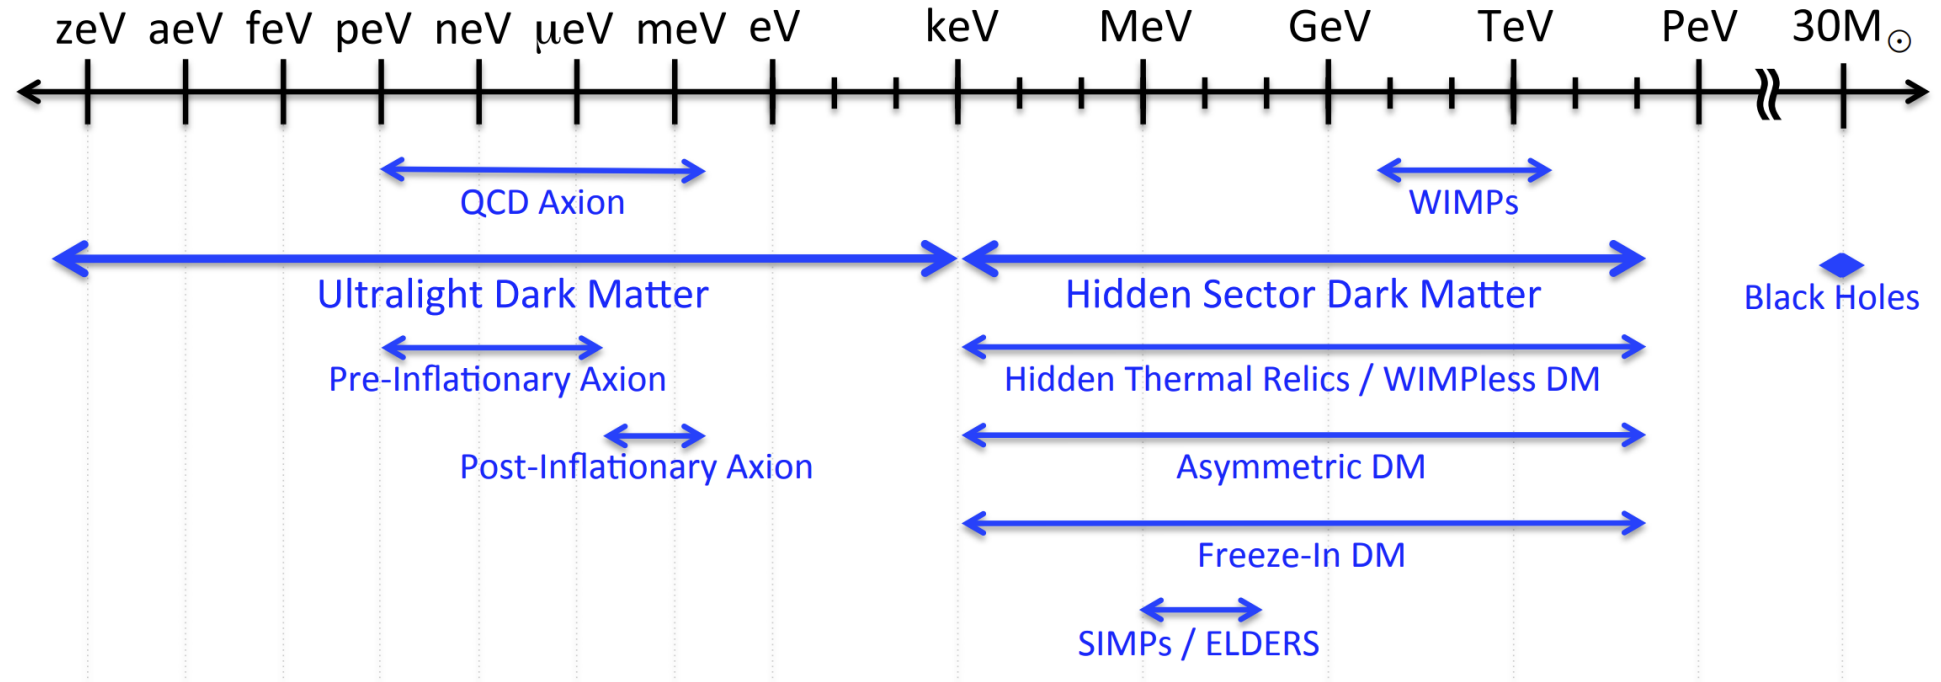 zeV aeV feV peV neV μeV meV eV keV MeV GeV TeV PeV 30M⊙
QCD Axion WIMPs
Ultralight Dark Matter Hidden Sector Dark Matter Black Holes
Pre-Inflationary Axion Hidden Thermal Relics / WIMPless DM
Post-Inflationary Axion Asymmetric DM
Freeze-In DM
SIMPs / ELDERS